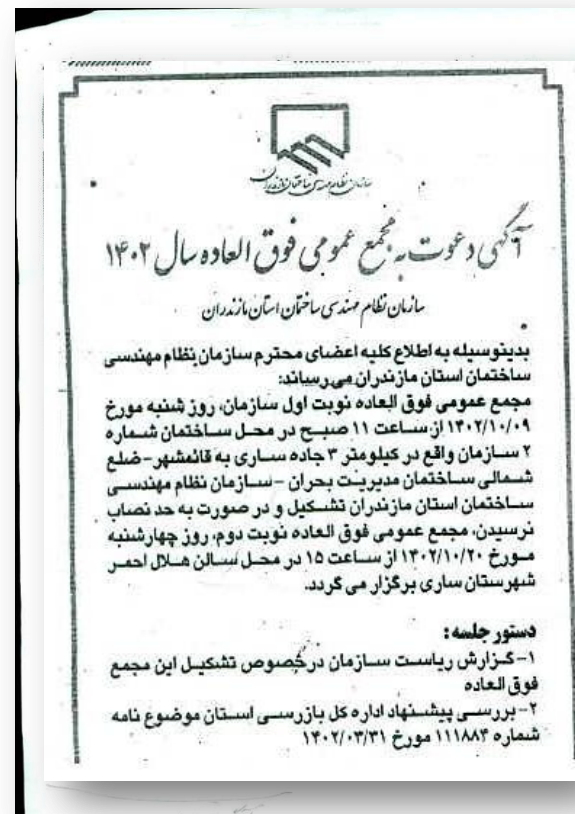 سازمان نظام مهندسی ساختمان مازندران
آگهی دعوت به مجمع عمومی فوق العاده سال ۱۴۰۲
سازمان نظام مهندسی ساختمان استان مازندران
بدینوسیله به اطلاع کلیه اعضای محترم سازمان نظام مهندسی
ساختمان استان مازندران می رساند:
مجمع عمومی فوق العاده نوبت اول سازمان، روز شنبه مورخ
۱۴۰۲/۱۰/۰۹ از ساعت ۱۱ صبح در محل ساختمان شماره
۲ سازمان واقع در کیلومتر ۳ جاده ساری به قائمشهر-ضلع
شمالی ساختمان مدیریت بحران -سازمان نظام مهندسی
ساختمان استان مازندران تشکیل و در صورت به حد نصاب
نرسیدن، مجمع عمومی فوق العاده نوبت دوم، روز چهارشنبه
مورخ ۱۴۰۲/۱۰/۲۰ از ساعت ۱۵ در محل سالن هلال احمر
شهرستان ساری برگزار می گردد.
دستور جلسه:
۱-گزارش ریاست سازمان درخصوص تشکیل این مجمع
فوق العاده
۲-بررسی پیشنهاد اداره کل بازرسی استان موضوع نامه
شماره ۱۱۱۸۸۴ مورخ ۱۴۰۲/۰۳/۳۱